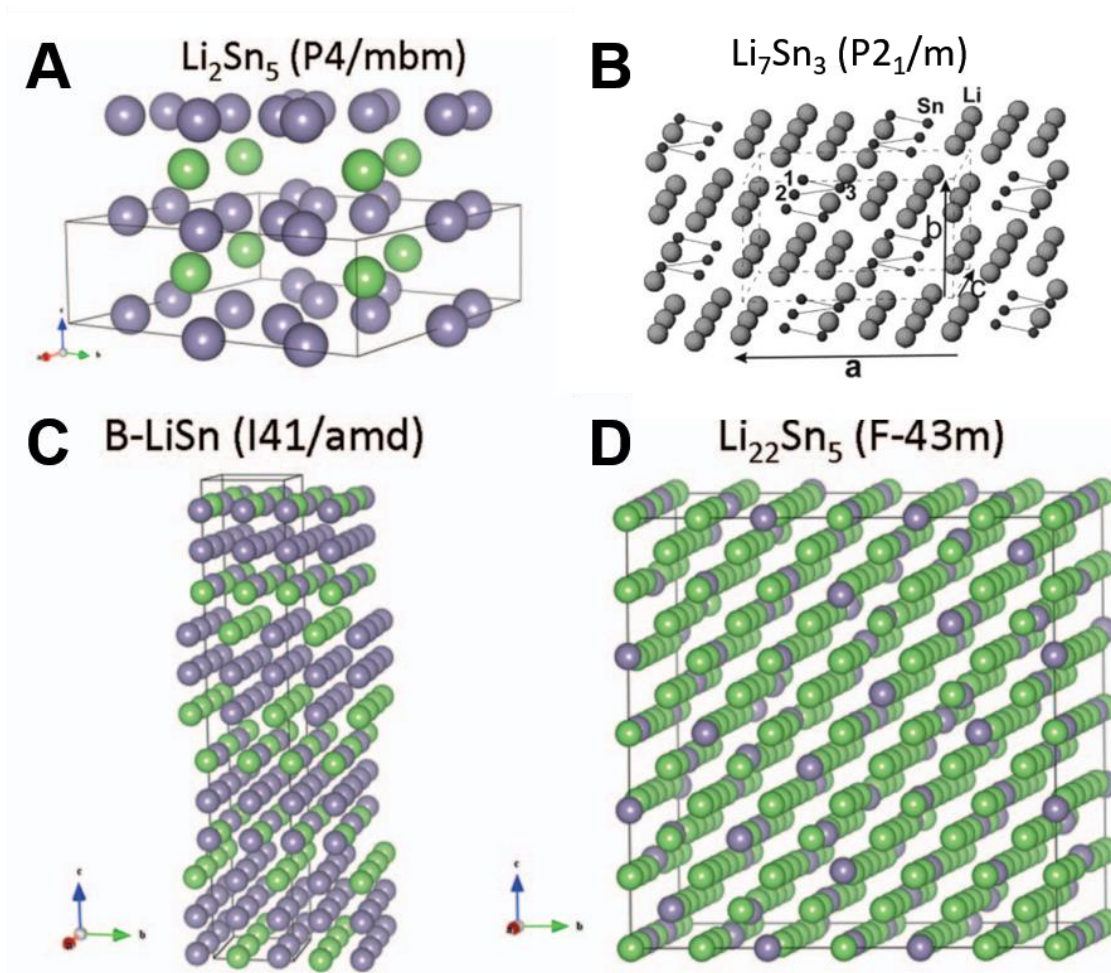 A
Li₂Sn₅ (P4/mbm)
B
Li₇Sn₃ (P2₁/m)
Sn
Li
1
2
3
b
c
a
c
a
b
C
B-LiSn (I41/amd)
D
Li₂₂Sn₅ (F-43m)
c
a
b
c
a
b